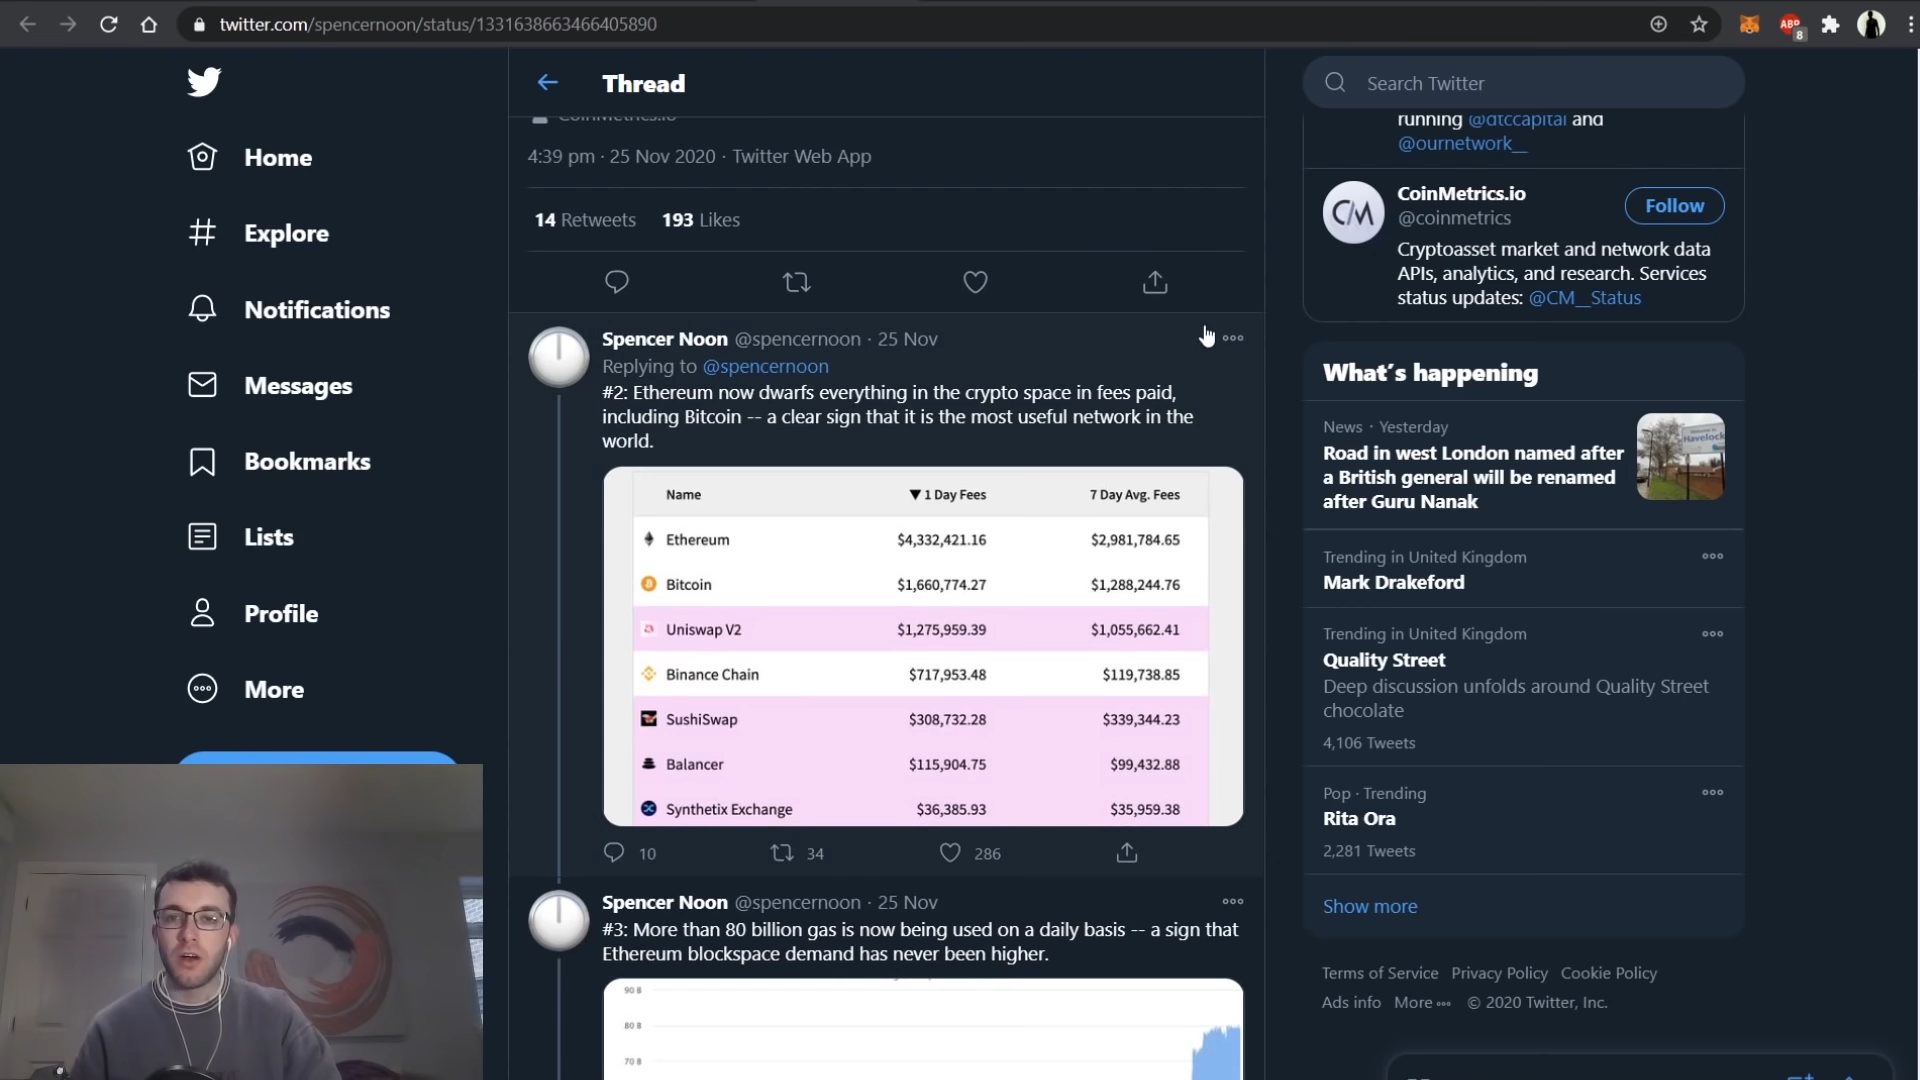 twitter.com/spencernoon/status/1331638663466405890
ABP
8
Home
Explore
Notifications
Messages
Bookmarks
Lists
Profile
More
Thread
CoinMetrics.io
4:39 pm · 25 Nov 2020 · Twitter Web App
14 Retweets 193 Likes
Spencer Noon @spencernoon · 25 Nov
Replying to @spencernoon
#2: Ethereum now dwarfs everything in the crypto space in fees paid,
including Bitcoin -- a clear sign that it is the most useful network in the
world.
Name ▼ 1 Day Fees 7 Day Avg. Fees
Ethereum $4,332,421.16 $2,981,784.65
Bitcoin $1,660,774.27 $1,288,244.76
Uniswap V2 $1,275,959.39 $1,055,662.41
Binance Chain $717,953.48 $119,738.85
SushiSwap $308,732.28 $339,344.23
Balancer $115,904.75 $99,432.88
Synthetix Exchange $36,385.93 $35,959.38
10 34 286
Spencer Noon @spencernoon · 25 Nov
#3: More than 80 billion gas is now being used on a daily basis -- a sign that
Ethereum blockspace demand has never been higher.
90 B
80 B
70 B
Search Twitter
running @dtccapital and
@ournetwork__
CM
CoinMetrics.io
@coinmetrics
Follow
Cryptoasset market and network data
APIs, analytics, and research. Services
status updates: @CM__Status
What's happening
News · Yesterday
Road in west London named after
a British general will be renamed
after Guru Nanak
Havelock
Trending in United Kingdom
Mark Drakeford
Trending in United Kingdom
Quality Street
Deep discussion unfolds around Quality Street
chocolate
4,106 Tweets
Pop · Trending
Rita Ora
2,281 Tweets
Show more
Terms of Service Privacy Policy Cookie Policy
Ads info More © 2020 Twitter, Inc.